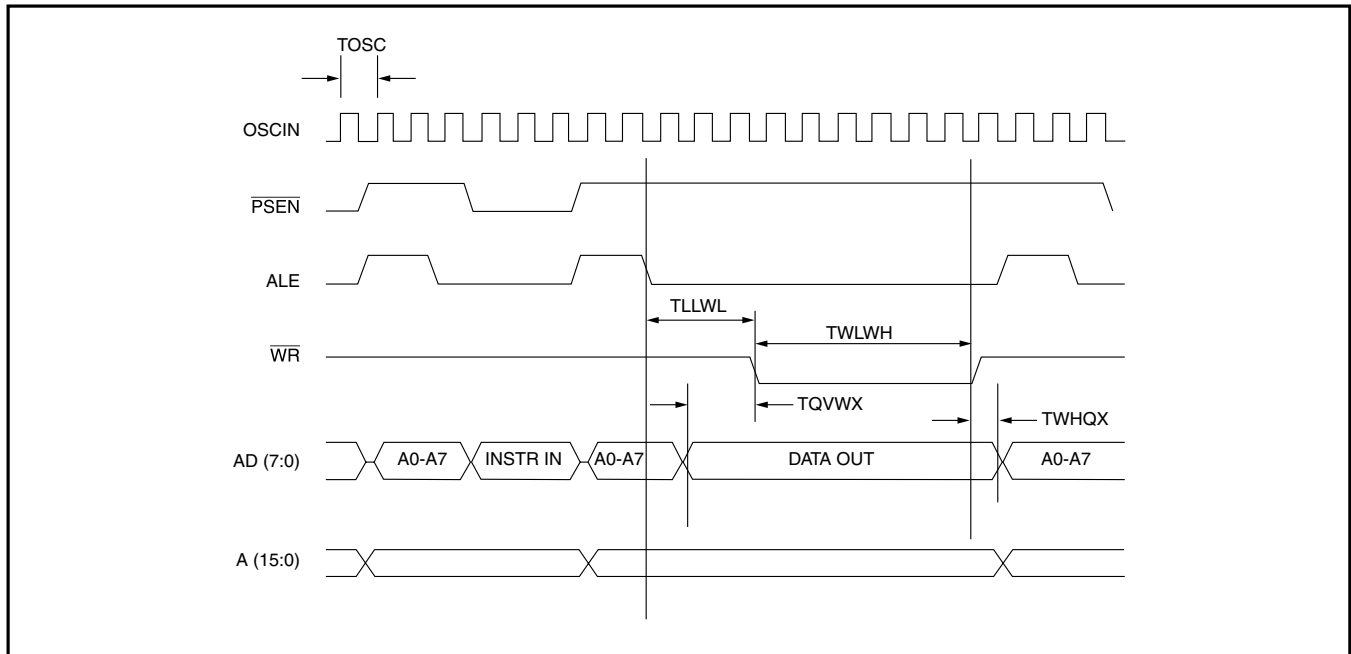 TOSC
OSCIN
PSEN
ALE
TLLWL
TWLWH
WR
TQVWX
TWHQX
AD (7:0)
A0-A7
INSTR IN
A0-A7
DATA OUT
A0-A7
A (15:0)